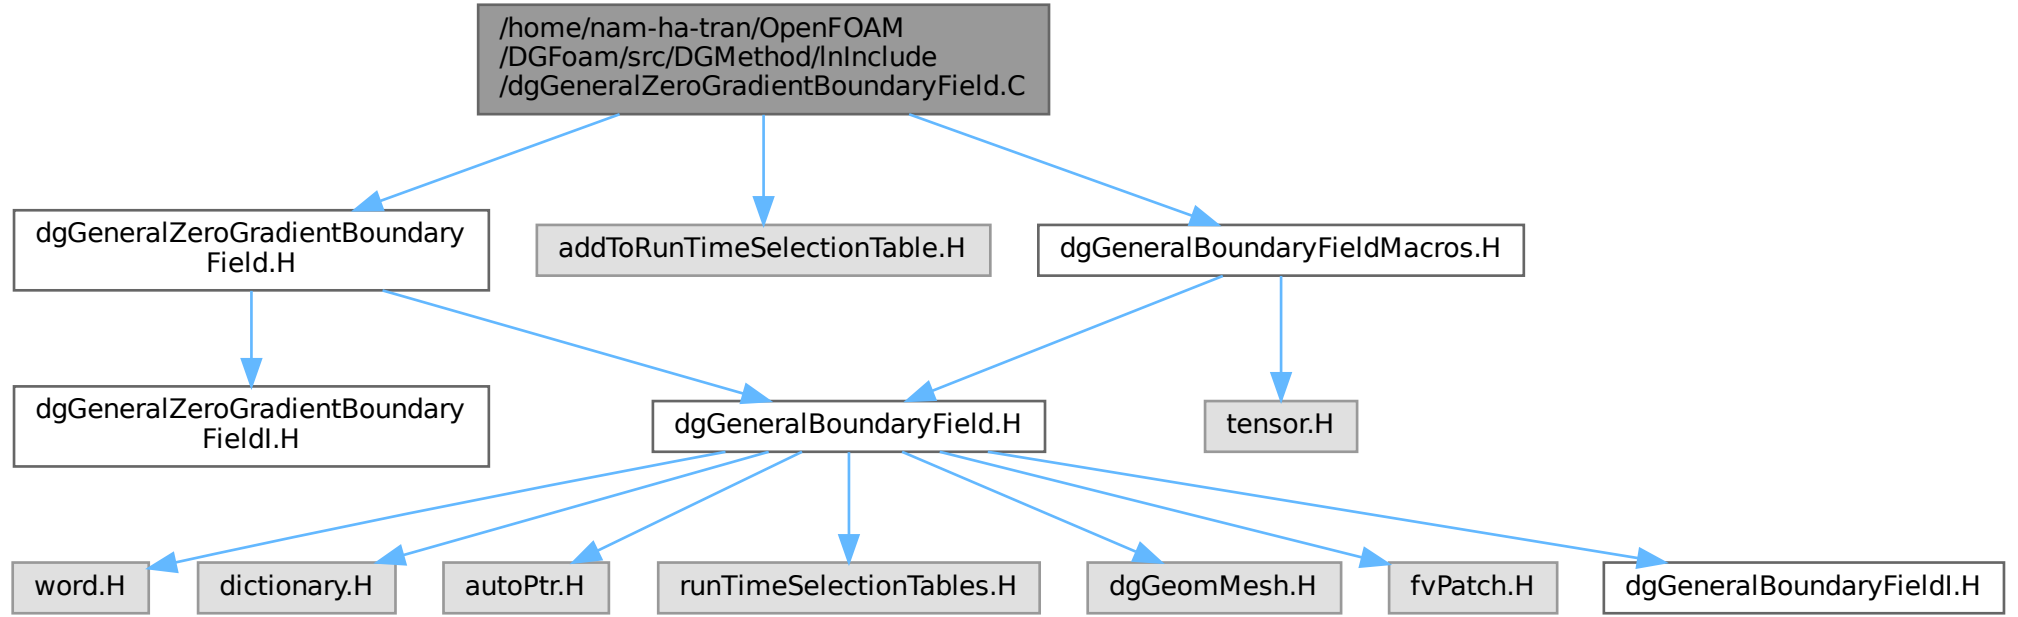 /home/nam-ha-tran/OpenFOAM
/DGFoam/src/DGMethod/lnInclude
/dgGeneralZeroGradientBoundaryField.C
dgGeneralZeroGradientBoundary
Field.H
addToRunTimeSelectionTable.H
dgGeneralBoundaryFieldMacros.H
dgGeneralZeroGradientBoundary
FieldI.H
dgGeneralBoundaryField.H
tensor.H
word.H
dictionary.H
autoPtr.H
runTimeSelectionTables.H
dgGeomMesh.H
fvPatch.H
dgGeneralBoundaryFieldI.H